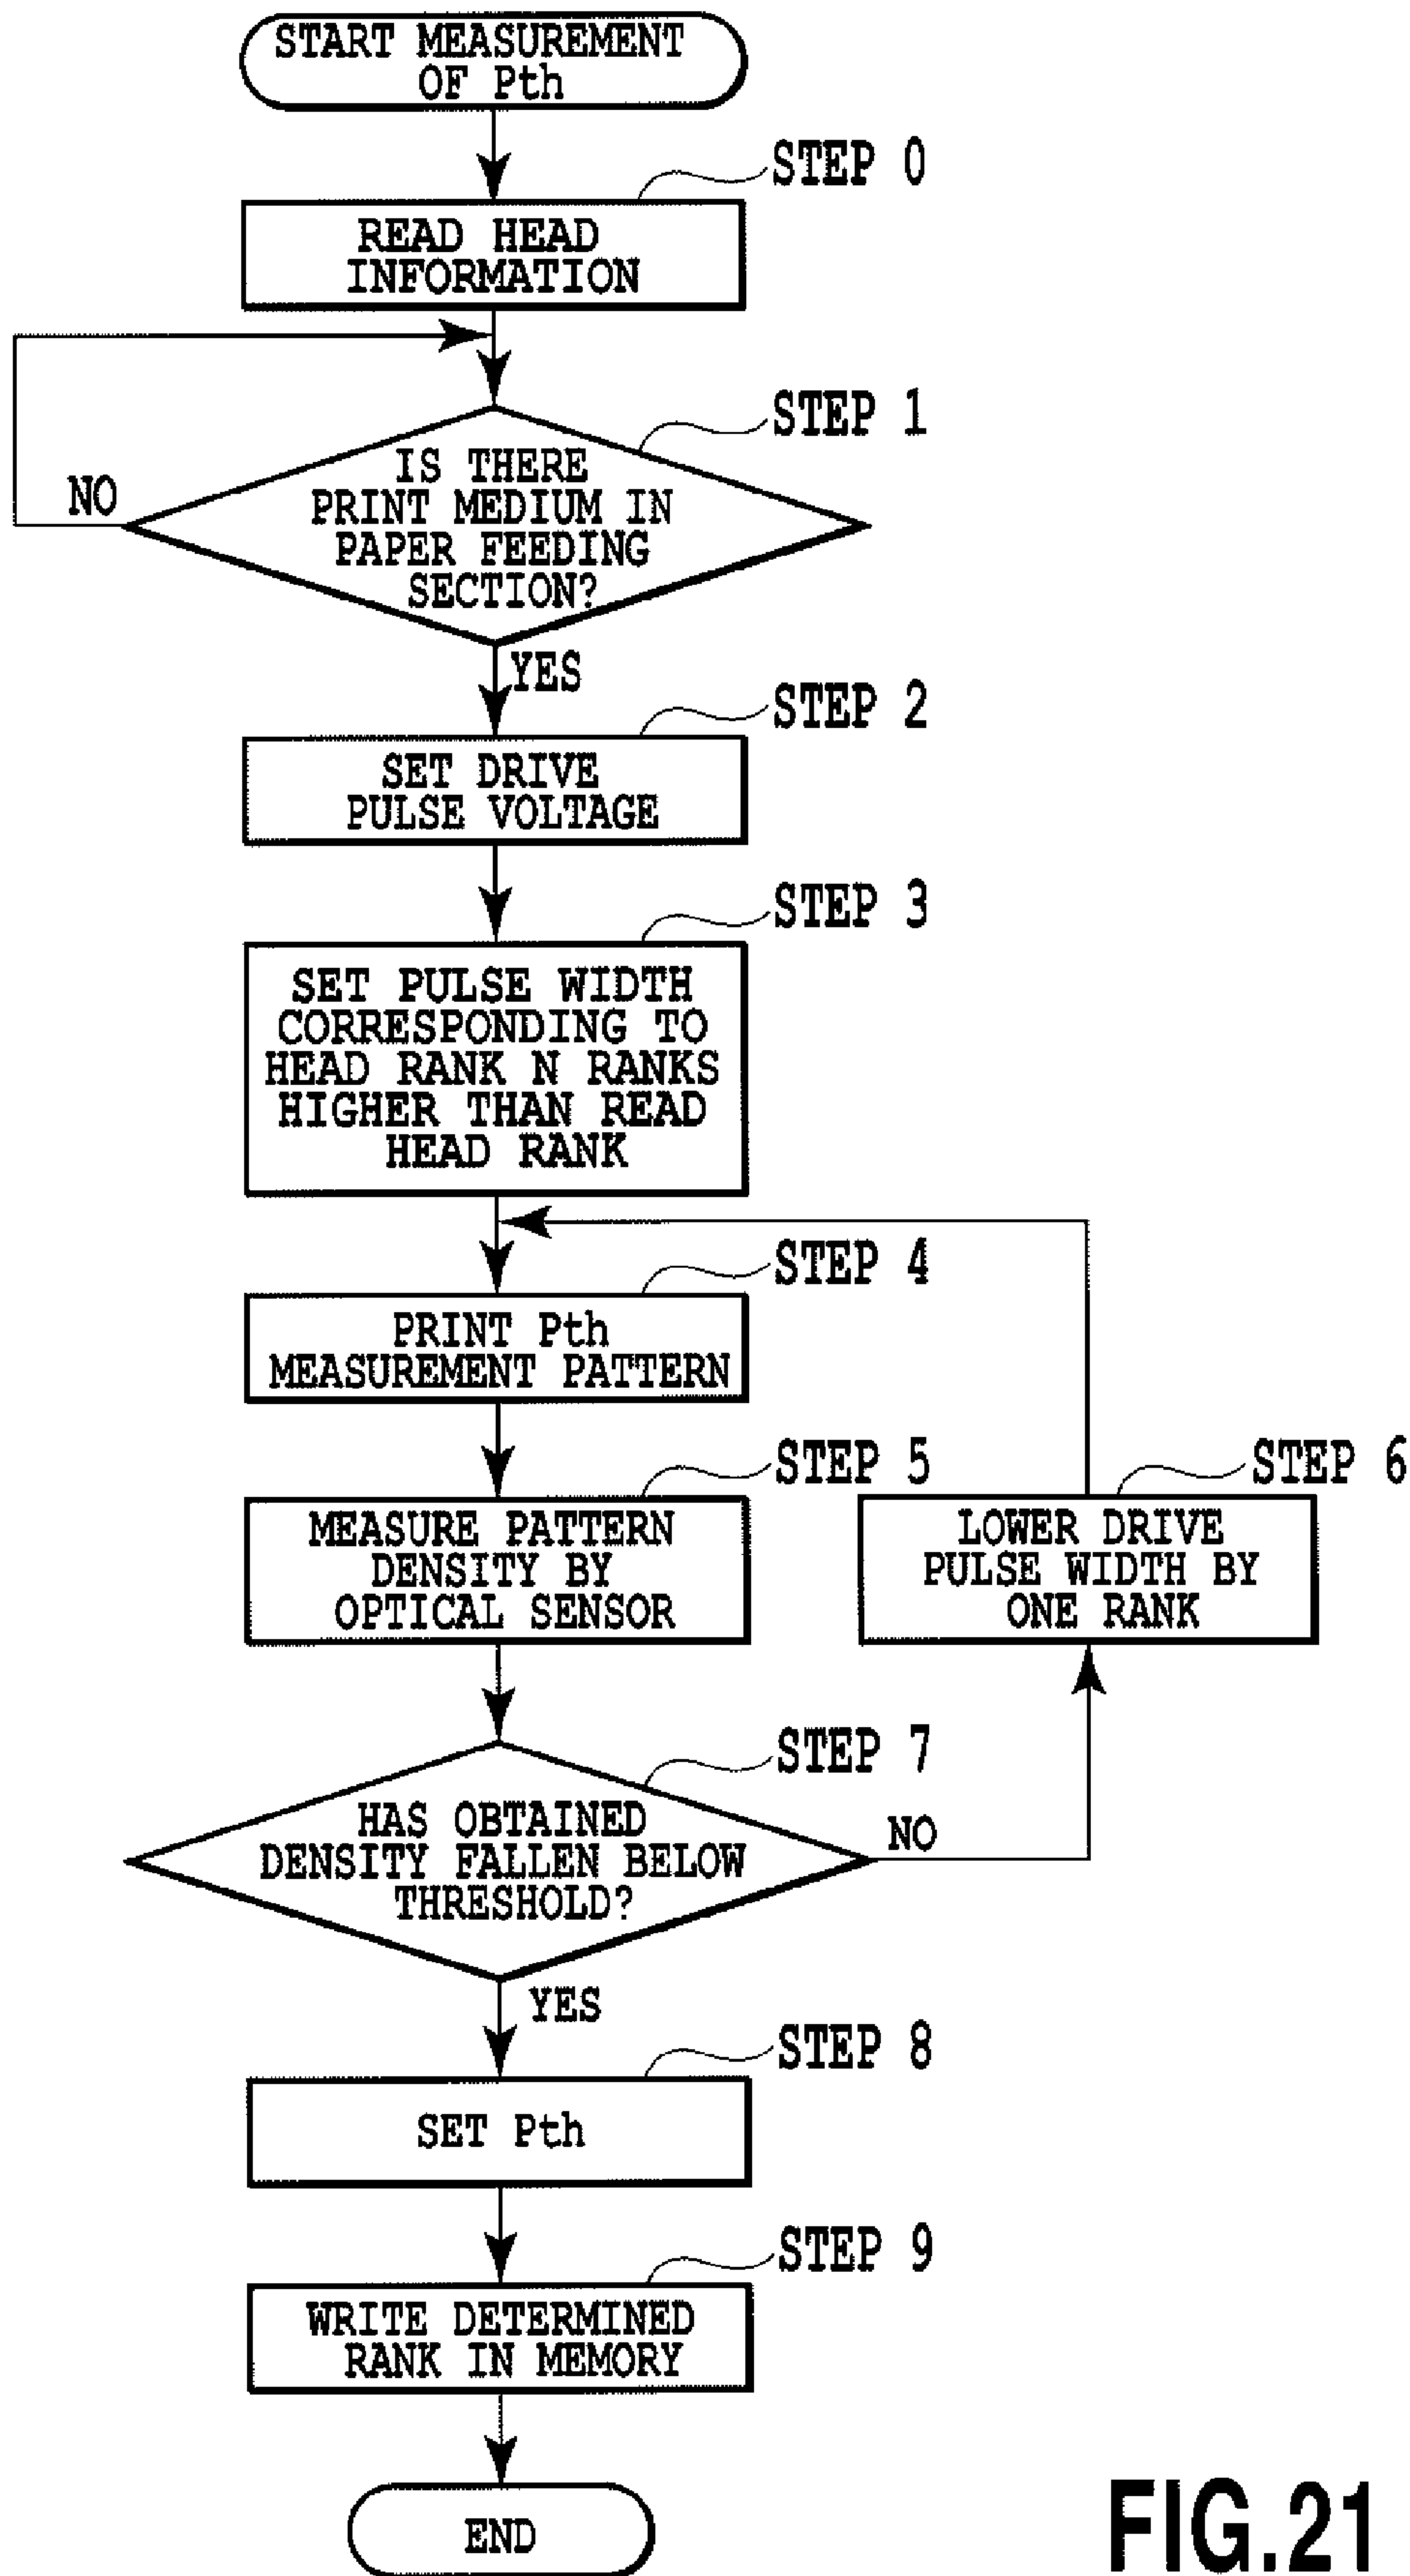 START MEASUREMENT
OF Pth
STEP 0
READ HEAD
INFORMATION
STEP 1
IS THERE
PRINT MEDIUM IN
PAPER FEEDING
SECTION?
NO
YES
STEP 2
SET DRIVE
PULSE VOLTAGE
STEP 3
SET PULSE WIDTH
CORRESPONDING TO
HEAD RANK N RANKS
HIGHER THAN READ
HEAD RANK
STEP 4
PRINT Pth
MEASUREMENT PATTERN
STEP 5
MEASURE PATTERN
DENSITY BY
OPTICAL SENSOR
STEP 6
LOWER DRIVE
PULSE WIDTH BY
ONE RANK
STEP 7
HAS OBTAINED
DENSITY FALLEN BELOW
THRESHOLD?
NO
YES
STEP 8
SET Pth
STEP 9
WRITE DETERMINED
RANK IN MEMORY
END
FIG.21